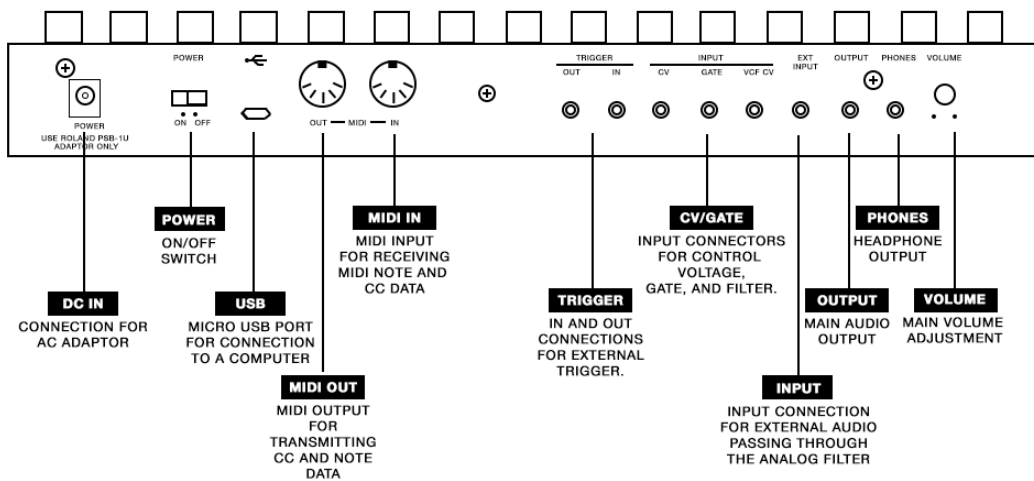 POWER
TRIGGER
INPUT
EXT
INPUT
OUTPUT
PHONES
VOLUME
OUT
IN
CV
GATE
VCF CV
ON OFF
OUT MIDI IN
POWER
USE ROLAND PSB-1U
ADAPTOR ONLY
POWER
ON/OFF
SWITCH
MIDI IN
MIDI INPUT
FOR RECEIVING
MIDI NOTE AND
CC DATA
CV/GATE
INPUT CONNECTORS
FOR CONTROL
VOLTAGE,
GATE, AND FILTER.
PHONES
HEADPHONE
OUTPUT
DC IN
CONNECTION FOR
AC ADAPTOR
USB
MICRO USB PORT
FOR CONNECTION
TO A COMPUTER
TRIGGER
IN AND OUT
CONNECTIONS
FOR EXTERNAL
TRIGGER.
OUTPUT
MAIN AUDIO
OUTPUT
VOLUME
MAIN VOLUME
ADJUSTMENT
MIDI OUT
MIDI OUTPUT
FOR
TRANSMITTING
CC AND NOTE
DATA
INPUT
INPUT CONNECTION
FOR EXTERNAL AUDIO
PASSING THROUGH
THE ANALOG FILTER